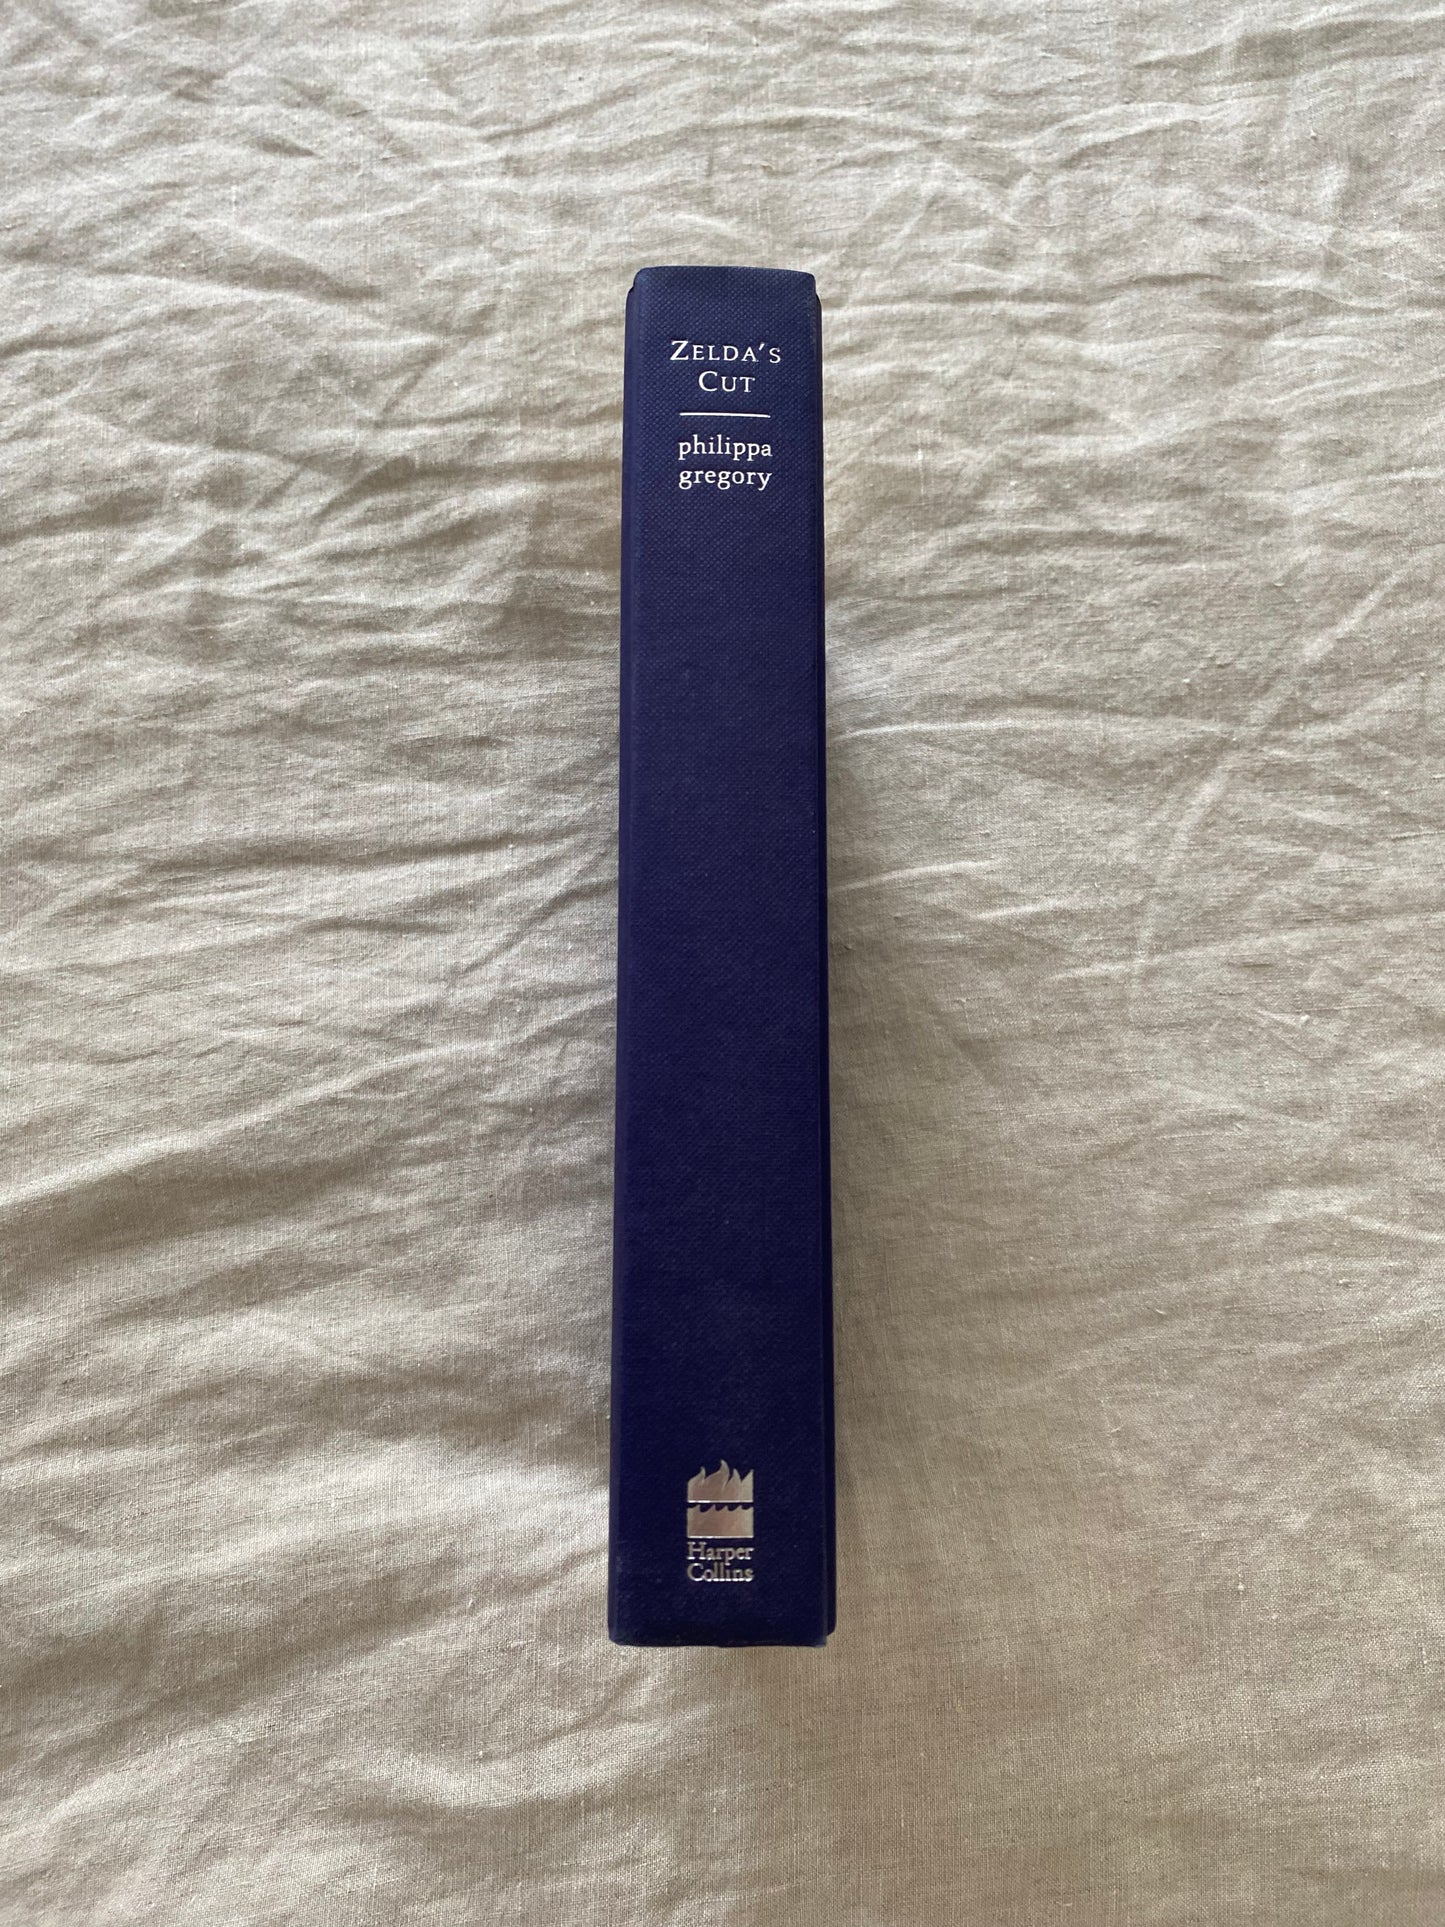 ZELDA'S
CUT
philippa
gregory
Harper
Collins